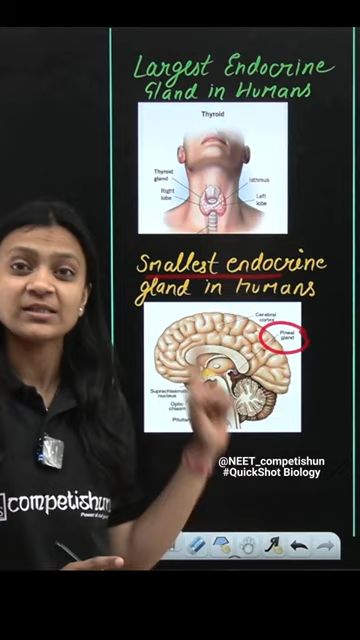 Largest Endocrine
Gland in Humans
Thyroid
Thyroid
gland
Isthmus
Right
lobe
Left
lobe
Smallest endocrine
gland in Humans
Cerebral
cortex
Pineal
gland
Suprachiasmatic
nucleus
Optic
chiasm
@NEET_competishun
#QuickShot Biology
competishun